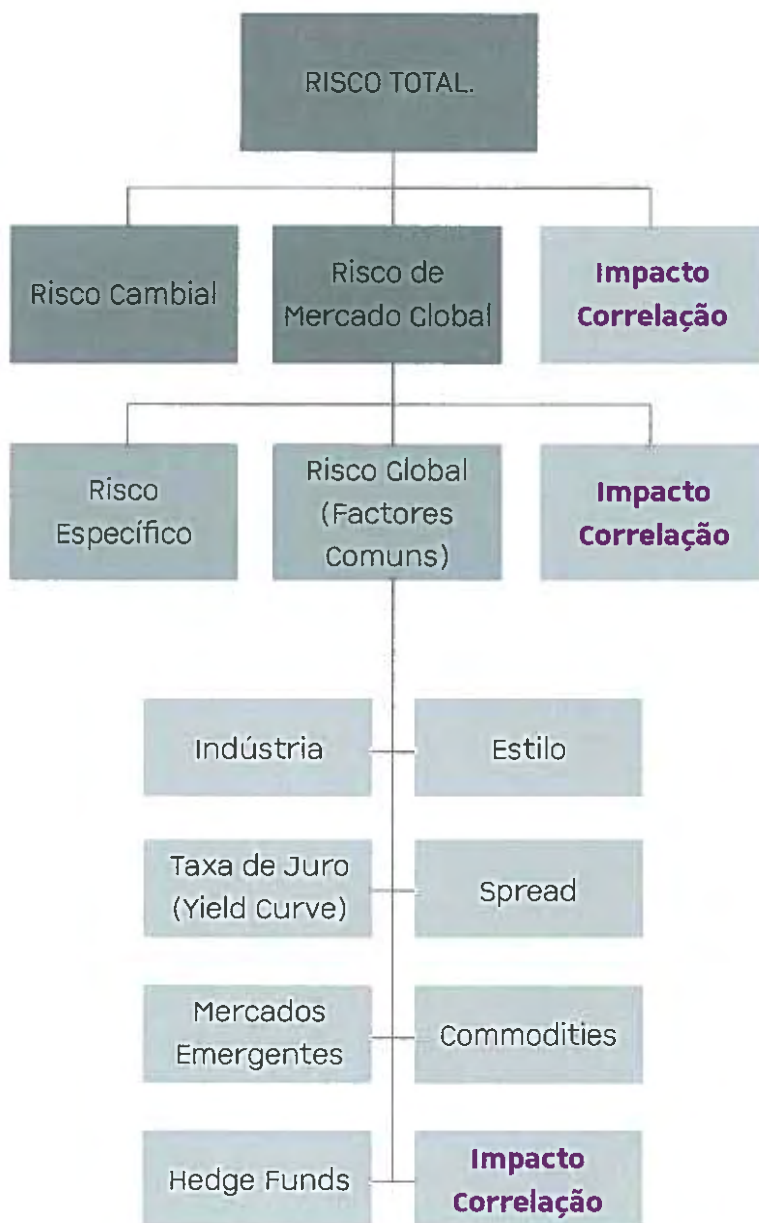 RISCO TOTAL.
Risco Cambial
Risco de
Mercado Global
Impacto
Correlação
Risco
Específico
Risco Global
(Factores
Comuns)
Impacto
Correlação
Indústria
Estilo
Taxa de Juro
(Yield Curve)
Spread
Mercados
Emergentes
Commodities
Hedge Funds
Impacto
Correlação